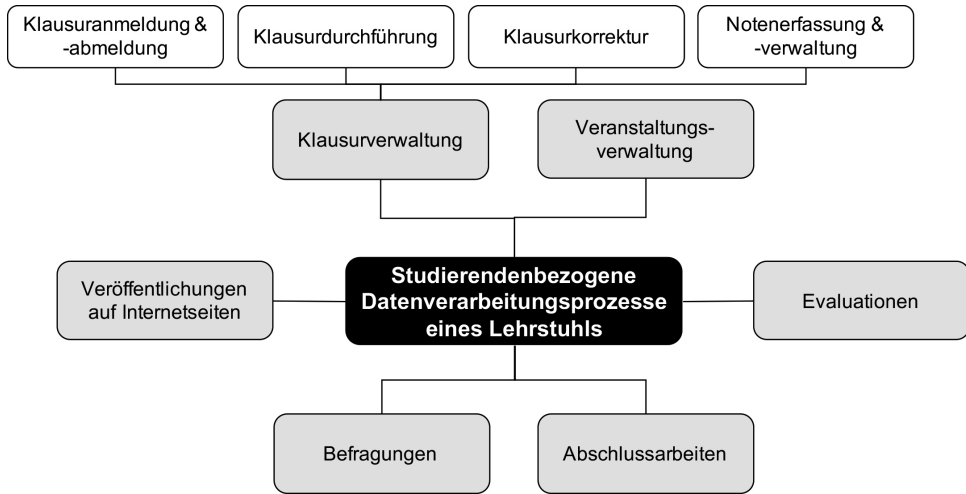 Klausuranmeldung &
-abmeldung
Klausurdurchführung
Klausurkorrektur
Notenerfassung &
-verwaltung
Klausurverwaltung
Veranstaltungs-
verwaltung
Veröffentlichungen
auf Internetseiten
Studierendenbezogene
Datenverarbeitungsprozesse
eines Lehrstuhls
Evaluationen
Befragungen
Abschlussarbeiten